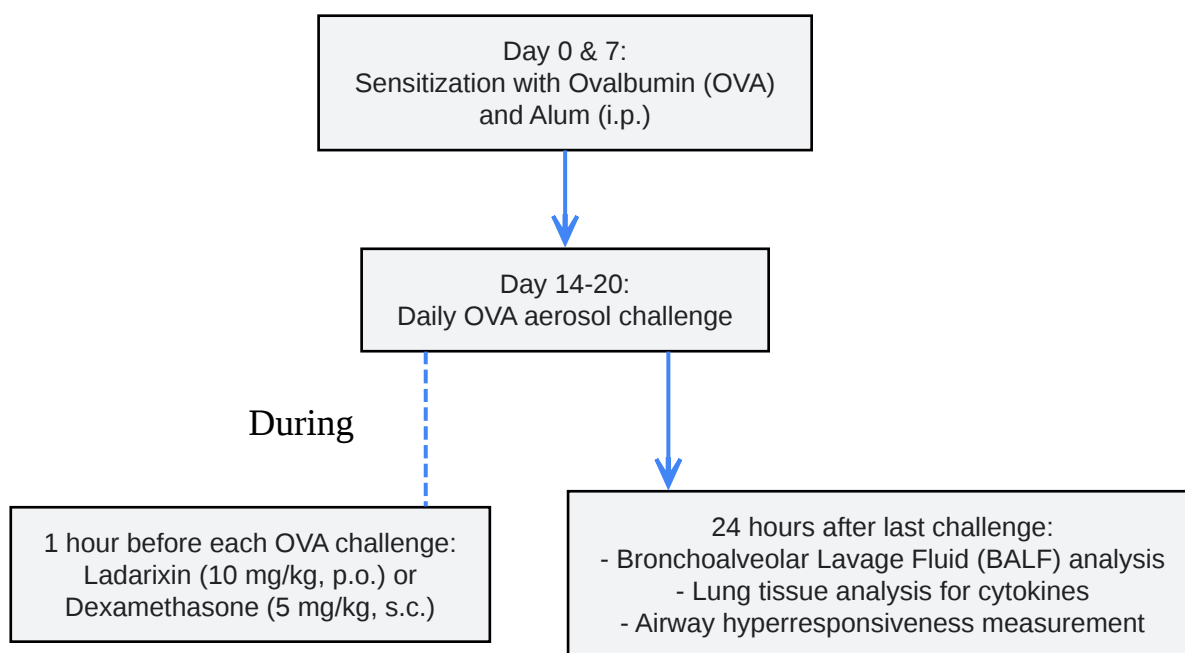 Day 0 & 7:
Sensitization with Ovalbumin (OVA)
and Alum (i.p.)
Day 14-20:
Daily OVA aerosol challenge
During
1 hour before each OVA challenge:
Ladarixin (10 mg/kg, p.o.) or
Dexamethasone (5 mg/kg, s.c.)
24 hours after last challenge:
- Bronchoalveolar Lavage Fluid (BALF) analysis
- Lung tissue analysis for cytokines
- Airway hyperresponsiveness measurement